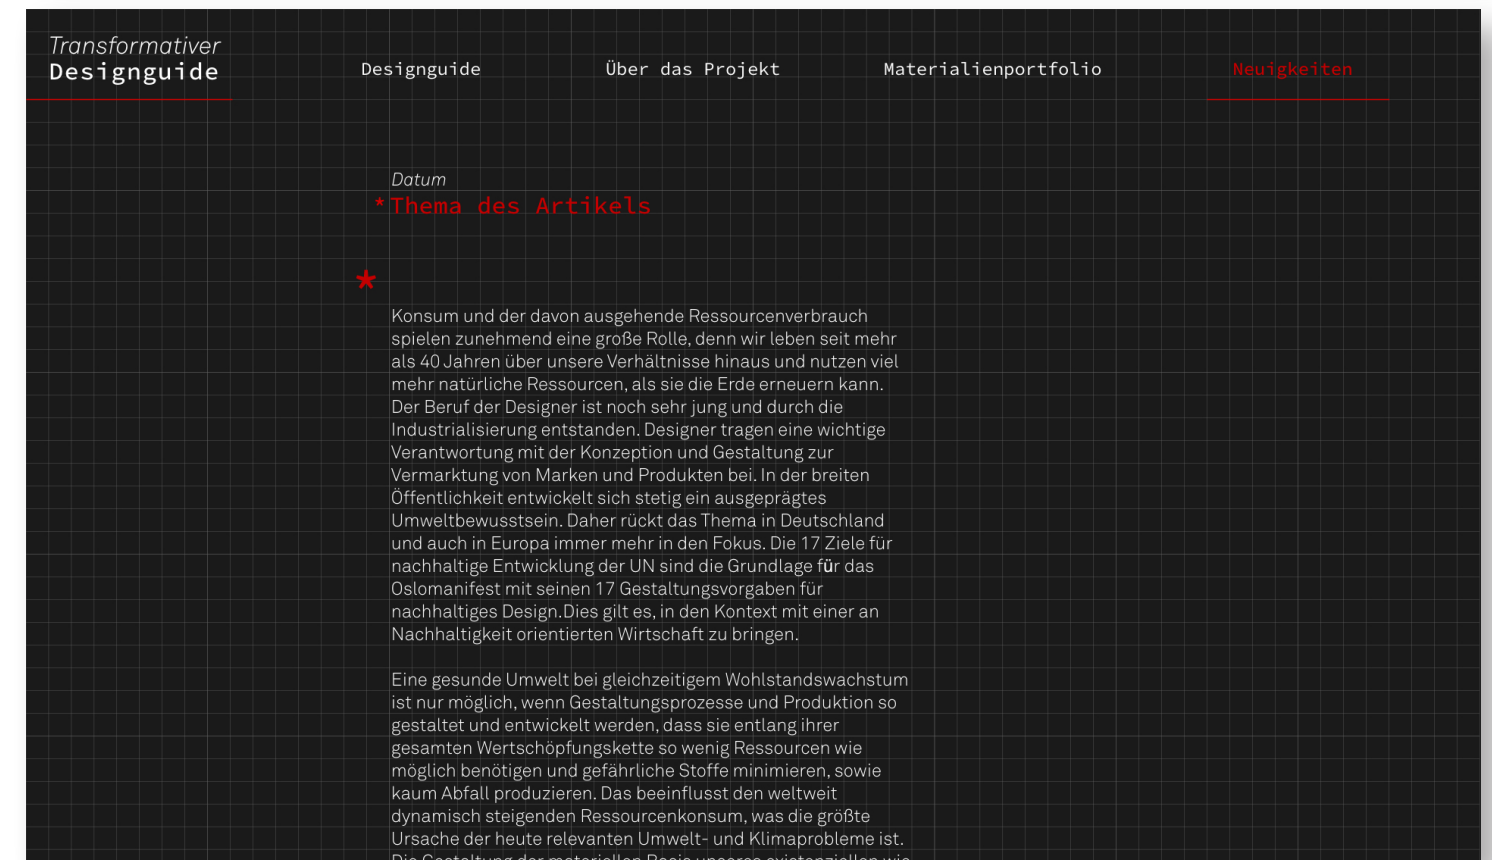 Transformativer
Designguide
Designguide
Über das Projekt
Materialienportfolio
Neuigkeiten
Datum
*Thema des Artikels
*
Konsum und der davon ausgehende Ressourcenverbrauch
spielen zunehmend eine große Rolle, denn wir leben seit mehr
als 40 Jahren über unsere Verhältnisse hinaus und nutzen viel
mehr natürliche Ressourcen, als sie die Erde erneuern kann.
Der Beruf der Designer ist noch sehr jung und durch die
Industrialisierung entstanden. Designer tragen eine wichtige
Verantwortung mit der Konzeption und Gestaltung zur
Vermarktung von Marken und Produkten bei. In der breiten
Öffentlichkeit entwickelt sich stetig ein ausgeprägtes
Umweltbewusstsein. Daher rückt das Thema in Deutschland
und auch in Europa immer mehr in den Fokus. Die 17 Ziele für
nachhaltige Entwicklung der UN sind die Grundlage für das
Oslomanifest mit seinen 17 Gestaltungsvorgaben für
nachhaltiges Design.Dies gilt es, in den Kontext mit einer an
Nachhaltigkeit orientierten Wirtschaft zu bringen.
Eine gesunde Umwelt bei gleichzeitigem Wohlstandswachstum
ist nur möglich, wenn Gestaltungsprozesse und Produktion so
gestaltet und entwickelt werden, dass sie entlang ihrer
gesamten Wertschöpfungskette so wenig Ressourcen wie
möglich benötigen und gefährliche Stoffe minimieren, sowie
kaum Abfall produzieren. Das beeinflusst den weltweit
dynamisch steigenden Ressourcenkonsum, was die größte
Ursache der heute relevanten Umwelt- und Klimaprobleme ist.
Die Gestaltung der materiellen Basis unseres existenziellen wie